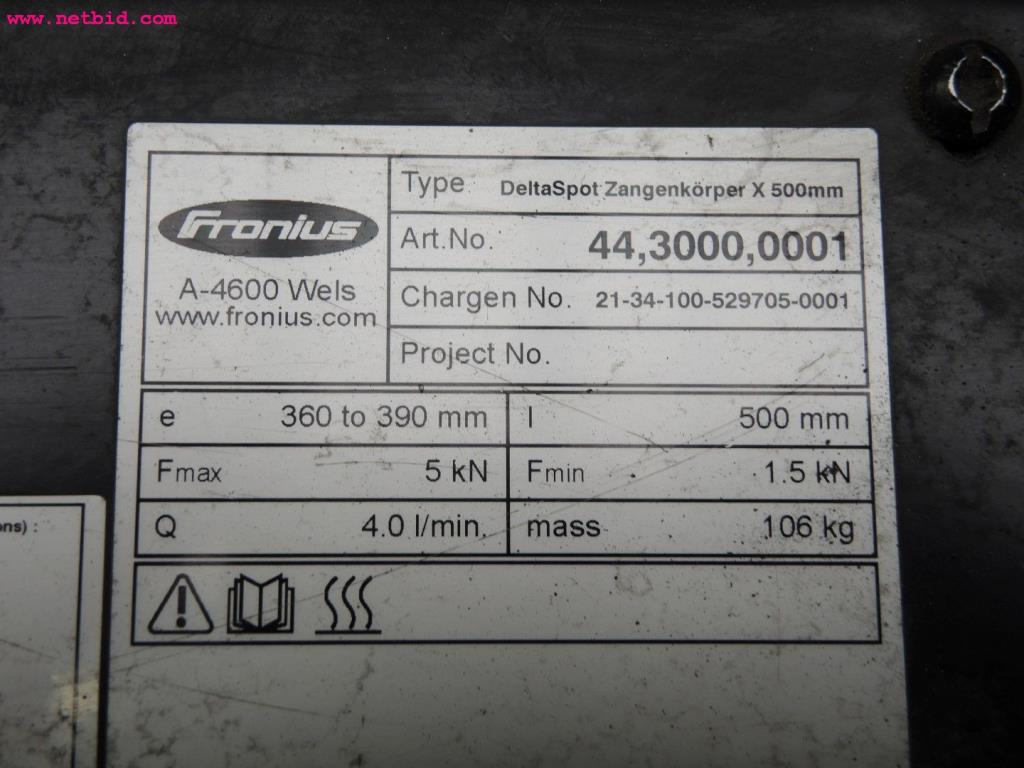 www.netbid.com
Fronius
A-4600 Wels
www.fronius.com
Type DeltaSpot Zangenkörper X 500mm
Art.No. 44,3000,0001
Chargen No. 21-34-100-529705-0001
Project No.
e 360 to 390 mm l 500 mm
Fmax 5 kN Fmin 1.5 kN
Q 4.0 l/min. mass 106 kg
ons) :